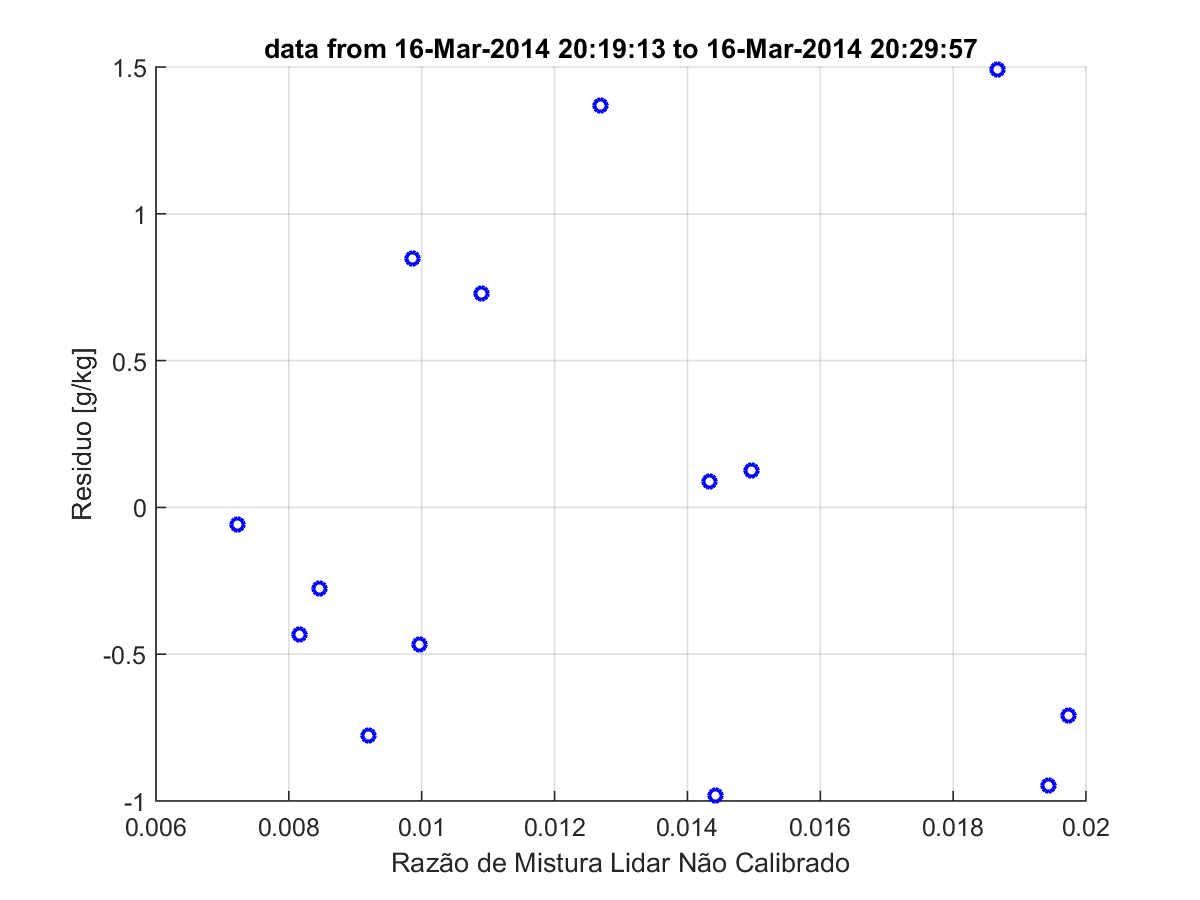 data from 16-Mar-2014 20:19:13 to 16-Mar-2014 20:29:57
1.5
1
0.5
0
-0.5
-1
Residuo [g/kg]
0.006 0.008 0.01 0.012 0.014 0.016 0.018 0.02
Razão de Mistura Lidar Não Calibrado